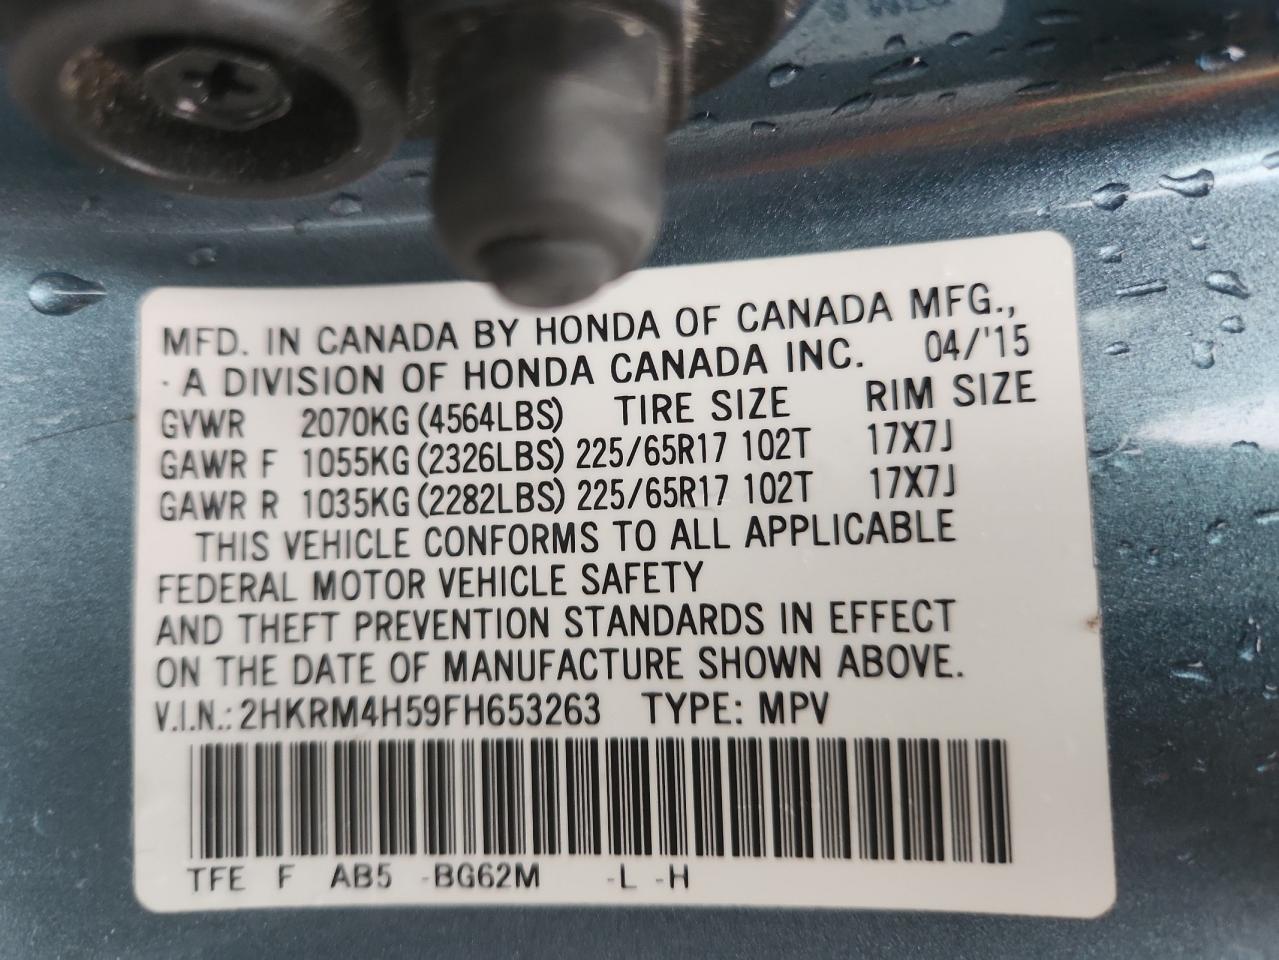 MFD. IN CANADA BY HONDA OF CANADA MFG.,
A DIVISION OF HONDA CANADA INC. 04/'15
GVWR 2070KG (4564LBS) TIRE SIZE RIM SIZE
GAWR F 1055KG (2326LBS) 225/65R17 102T 17X7J
GAWR R 1035KG (2282LBS) 225/65R17 102T 17X7J
THIS VEHICLE CONFORMS TO ALL APPLICABLE
FEDERAL MOTOR VEHICLE SAFETY
AND THEFT PREVENTION STANDARDS IN EFFECT
ON THE DATE OF MANUFACTURE SHOWN ABOVE.
V.I.N.: 2HKRM4H59FH653263 TYPE: MPV
TFE F AB5 -BG62M -L -H